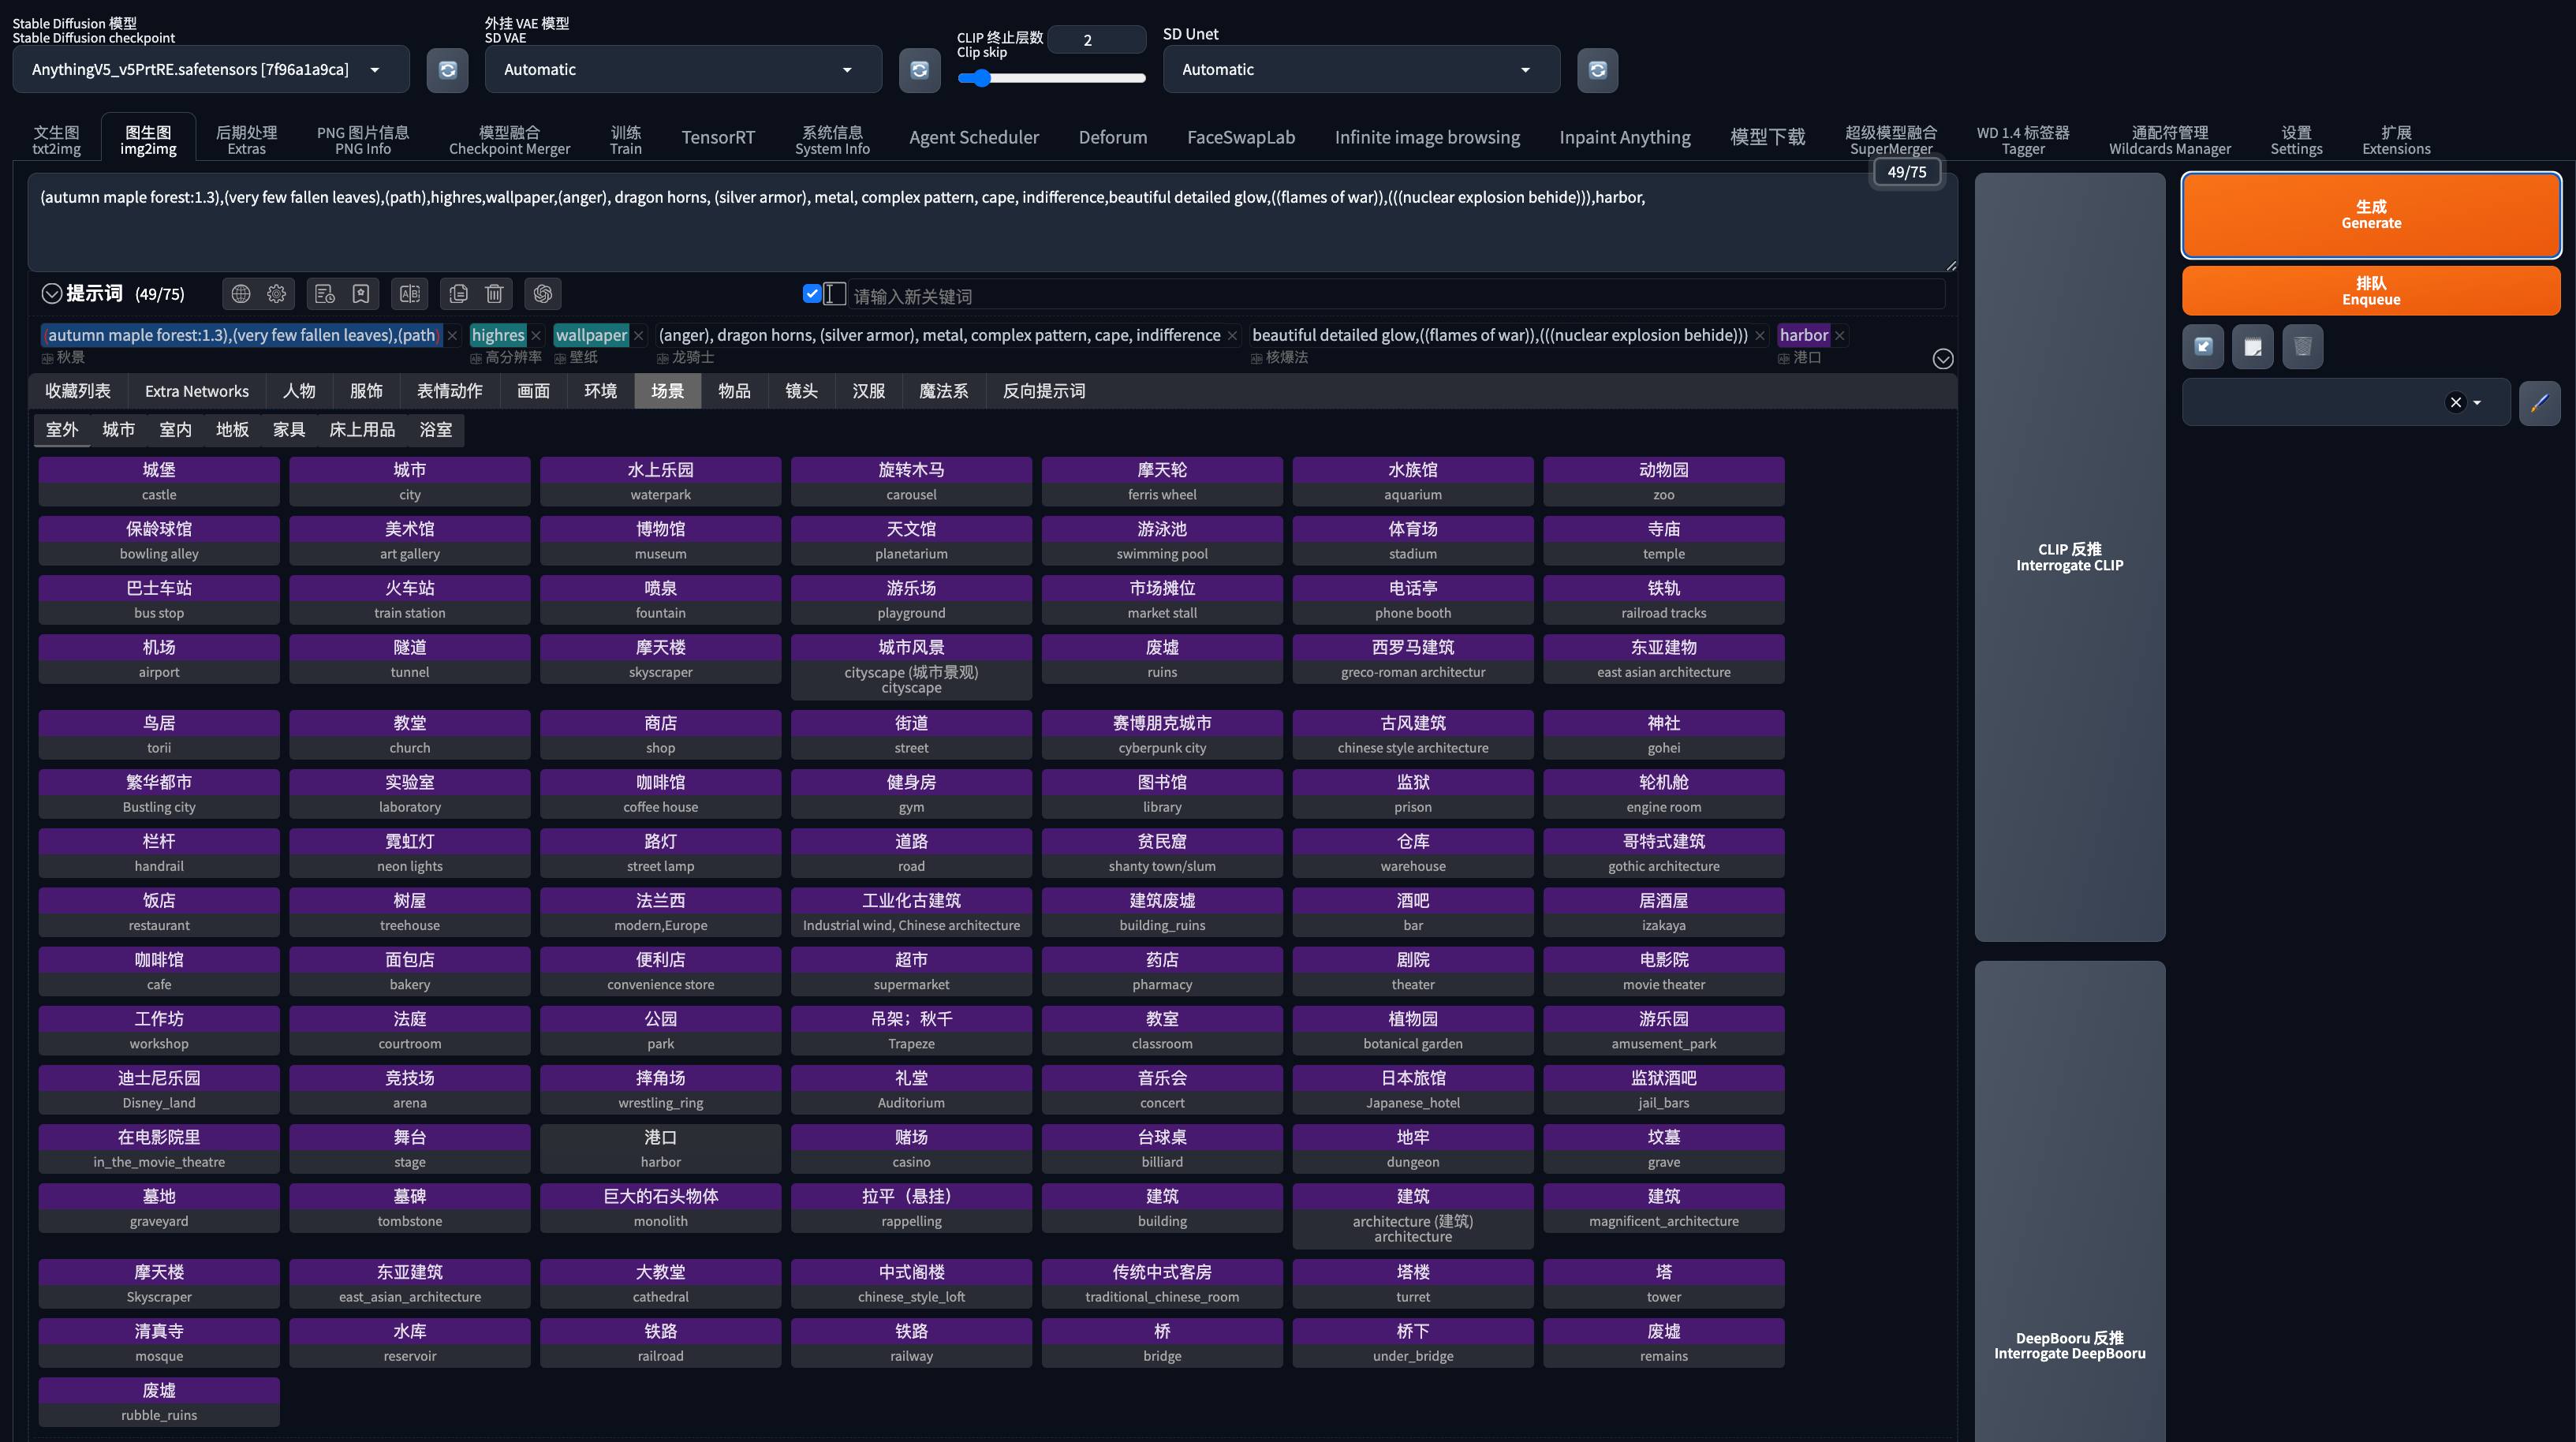 Stable Diffusion 模型
Stable Diffusion checkpoint
AnythingV5_v5PrtRE.safetensors [7f96a1a9ca]
外挂 VAE 模型
SD VAE
Automatic
CLIP 终止层数
Clip skip
2
SD Unet
Automatic
文生图
txt2img
图生图
img2img
后期处理
Extras
PNG 图片信息
PNG Info
模型融合
Checkpoint Merger
训练
Train
TensorRT
系统信息
System Info
Agent Scheduler
Deforum
FaceSwapLab
Infinite image browsing
Inpaint Anything
模型下载
超级模型融合
SuperMerger
WD 1.4 标签器
Tagger
通配符管理
Wildcards Manager
设置
Settings
扩展
Extensions
49/75
(autumn maple forest:1.3),(very few fallen leaves),(path),highres,wallpaper,(anger), dragon horns, (silver armor), metal, complex pattern, cape, indifference,beautiful detailed glow,((flames of war)),(((nuclear explosion behide))),harbor,
生成
Generate
排队
Enqueue
提示词 (49/75)
请输入新关键词
(autumn maple forest:1.3),(very few fallen leaves),(path)
秋景
highres
高分辨率
wallpaper
壁纸
(anger), dragon horns, (silver armor), metal, complex pattern, cape, indifference
龙骑士
beautiful detailed glow,((flames of war)),(((nuclear explosion behide)))
核爆法
harbor
港口
收藏列表 Extra Networks 人物 服饰 表情动作 画面 环境 场景 物品 镜头 汉服 魔法系 反向提示词
室外 城市 室内 地板 家具 床上用品 浴室
城堡 城市 水上乐园 旋转木马 摩天轮 水族馆 动物园
castle city waterpark carousel ferris wheel aquarium zoo
保龄球馆 美术馆 博物馆 天文馆 游泳池 体育场 寺庙
bowling alley art gallery museum planetarium swimming pool stadium temple
巴士车站 火车站 喷泉 游乐场 市场摊位 电话亭 铁轨
bus stop train station fountain playground market stall phone booth railroad tracks
机场 隧道 摩天楼 城市风景 废墟 西罗马建筑 东亚建物
airport tunnel skyscraper cityscape (城市景观) ruins greco-roman architectur east asian architecture
cityscape
鸟居 教堂 商店 街道 赛博朋克城市 古风建筑 神社
torii church shop street cyberpunk city chinese style architecture gohei
繁华都市 实验室 咖啡馆 健身房 图书馆 监狱 轮机舱
Bustling city laboratory coffee house gym library prison engine room
栏杆 霓虹灯 路灯 道路 贫民窟 仓库 哥特式建筑
handrail neon lights street lamp road shanty town/slum warehouse gothic architecture
饭店 树屋 法兰西 工业化古建筑 建筑废墟 酒吧 居酒屋
restaurant treehouse modern,Europe Industrial wind, Chinese architecture building_ruins bar izakaya
咖啡馆 面包店 便利店 超市 药店 剧院 电影院
cafe bakery convenience store supermarket pharmacy theater movie theater
工作坊 法庭 公园 吊架；秋千 教室 植物园 游乐园
workshop courtroom park Trapeze classroom botanical garden amusement_park
迪士尼乐园 竞技场 摔角场 礼堂 音乐会 日本旅馆 监狱酒吧
Disney_land arena wrestling_ring Auditorium concert Japanese_hotel jail_bars
在电影院里 舞台 港口 赌场 台球桌 地牢 坟墓
in_the_movie_theatre stage harbor casino billiard dungeon grave
墓地 墓碑 巨大的石头物体 拉平（悬挂） 建筑 建筑 建筑
graveyard tombstone monolith rappelling building architecture (建筑) magnificent_architecture
architecture
摩天楼 东亚建筑 大教堂 中式阁楼 传统中式客房 塔楼 塔
Skyscraper east_asian_architecture cathedral chinese_style_loft traditional_chinese_room turret tower
清真寺 水库 铁路 铁路 桥 桥下 废墟
mosque reservoir railroad railway bridge under_bridge remains
废墟
rubble_ruins
CLIP 反推
Interrogate CLIP
DeepBooru 反推
Interrogate DeepBooru